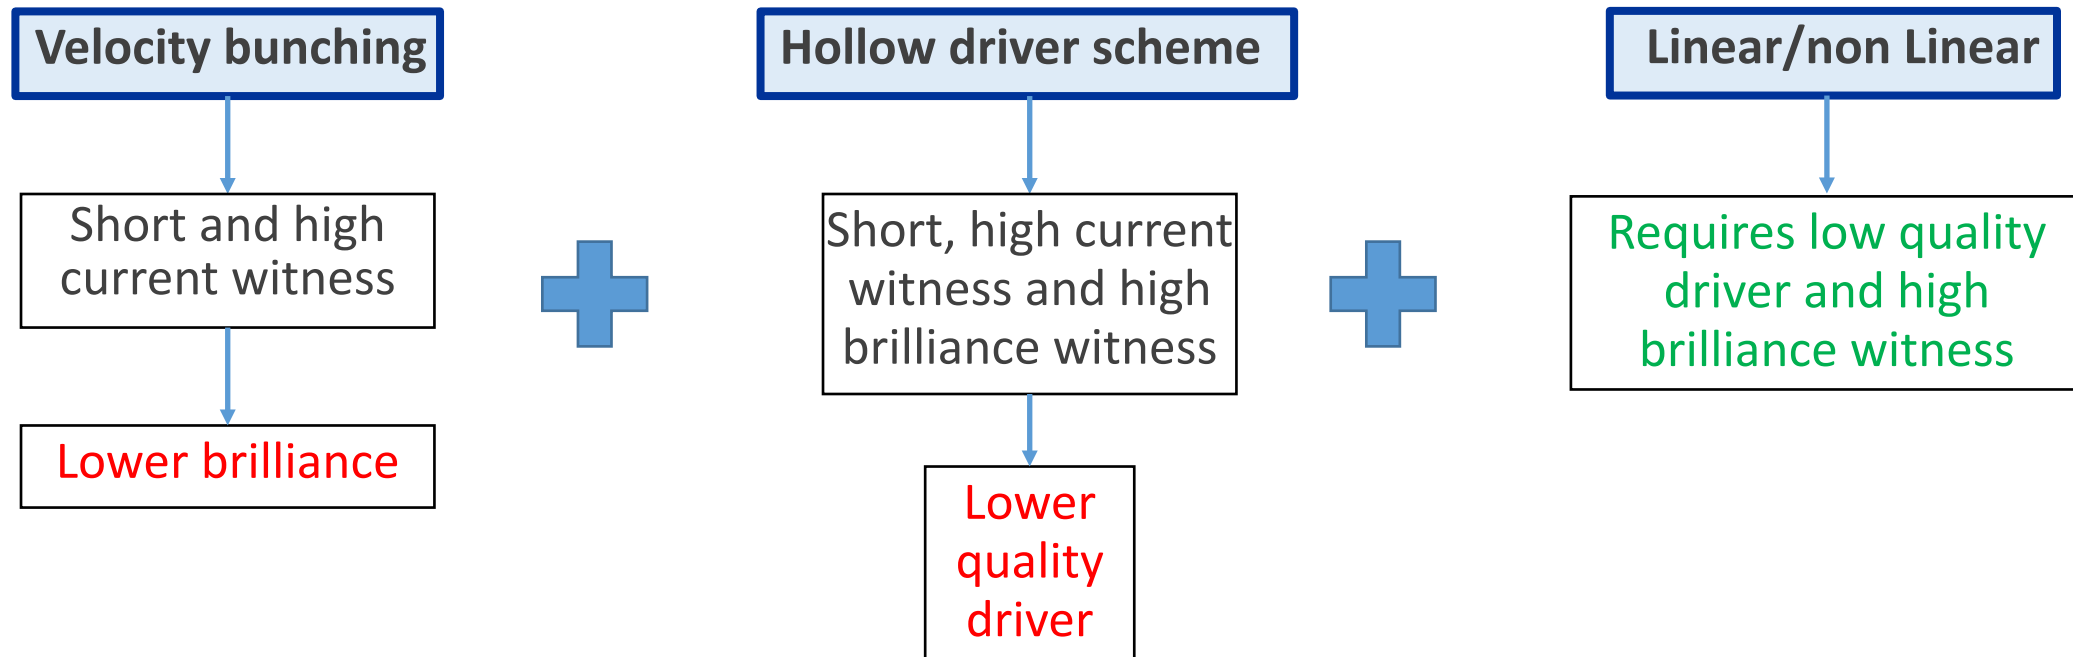 Velocity bunching
Short and high
current witness
Lower brilliance
Hollow driver scheme
Short, high current
witness and high
brilliance witness
Lower
quality
driver
Linear/non Linear
Requires low quality
driver and high
brilliance witness